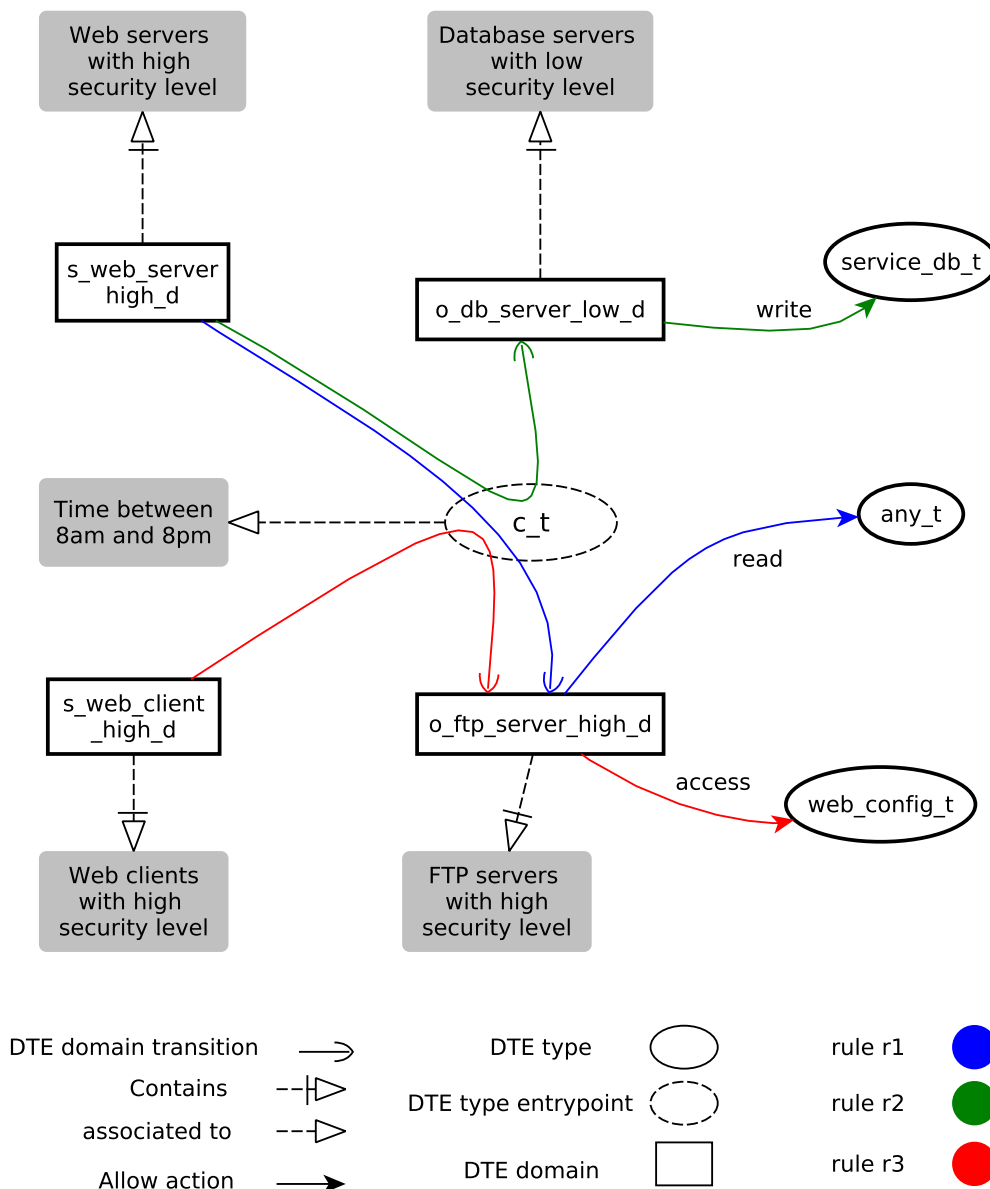 Web servers
with high
security level
Database servers
with low
security level
s_web_server
high_d
o_db_server_low_d
write
service_db_t
Time between
8am and 8pm
c_t
any_t
read
s_web_client
_high_d
o_ftp_server_high_d
access
web_config_t
Web clients
with high
security level
FTP servers
with high
security level
DTE domain transition
Contains
associated to
Allow action
DTE type
DTE type entrypoint
DTE domain
rule r1
rule r2
rule r3